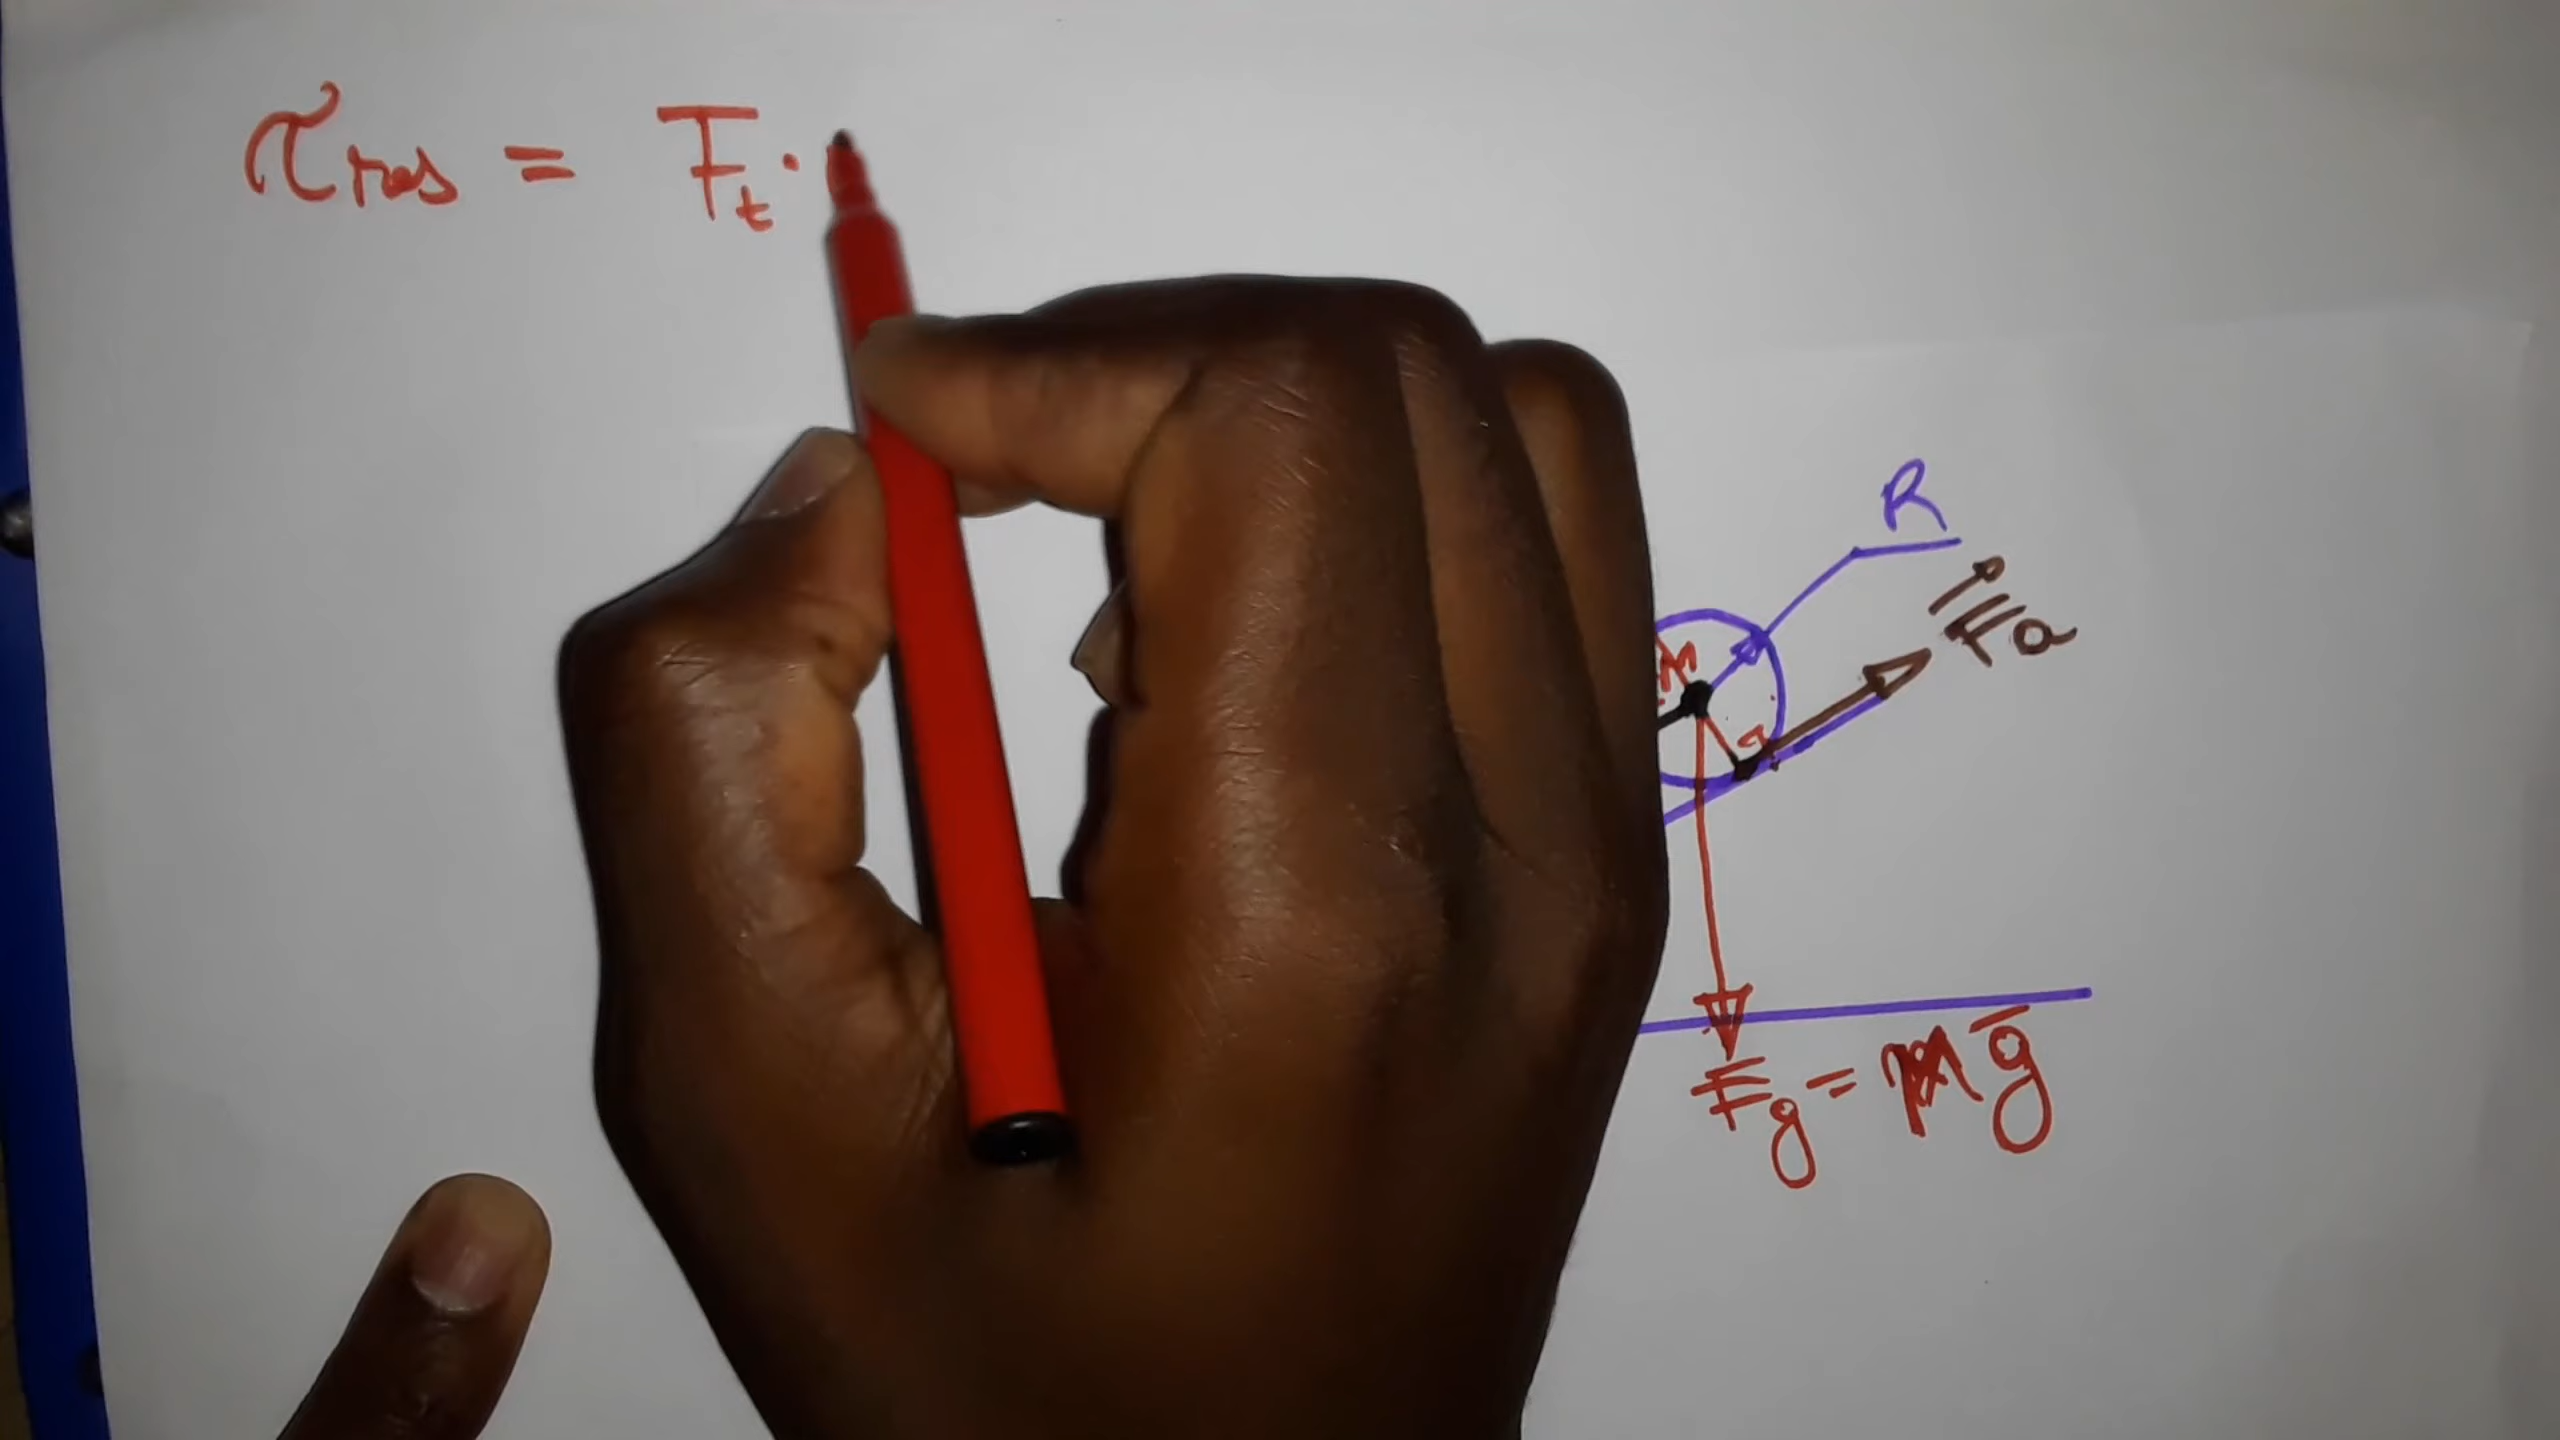 τres = Ft ·
R
Fa
Fg = mg̅